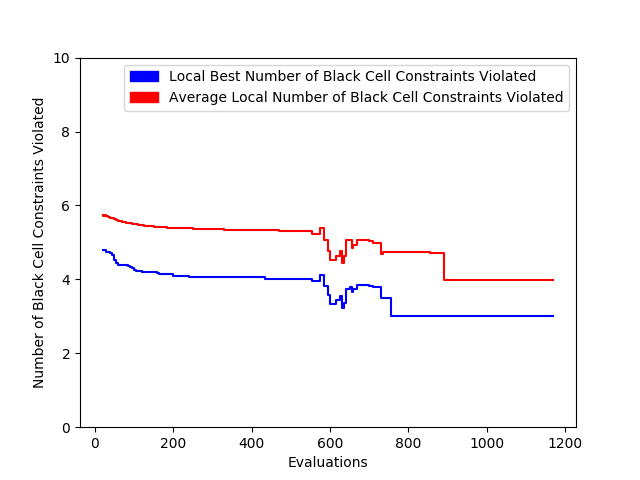 Local Best Number of Black Cell Constraints Violated
Average Local Number of Black Cell Constraints Violated
Number of Black Cell Constraints Violated
10
8
6
4
2
0
0 200 400 600 800 1000 1200
Evaluations